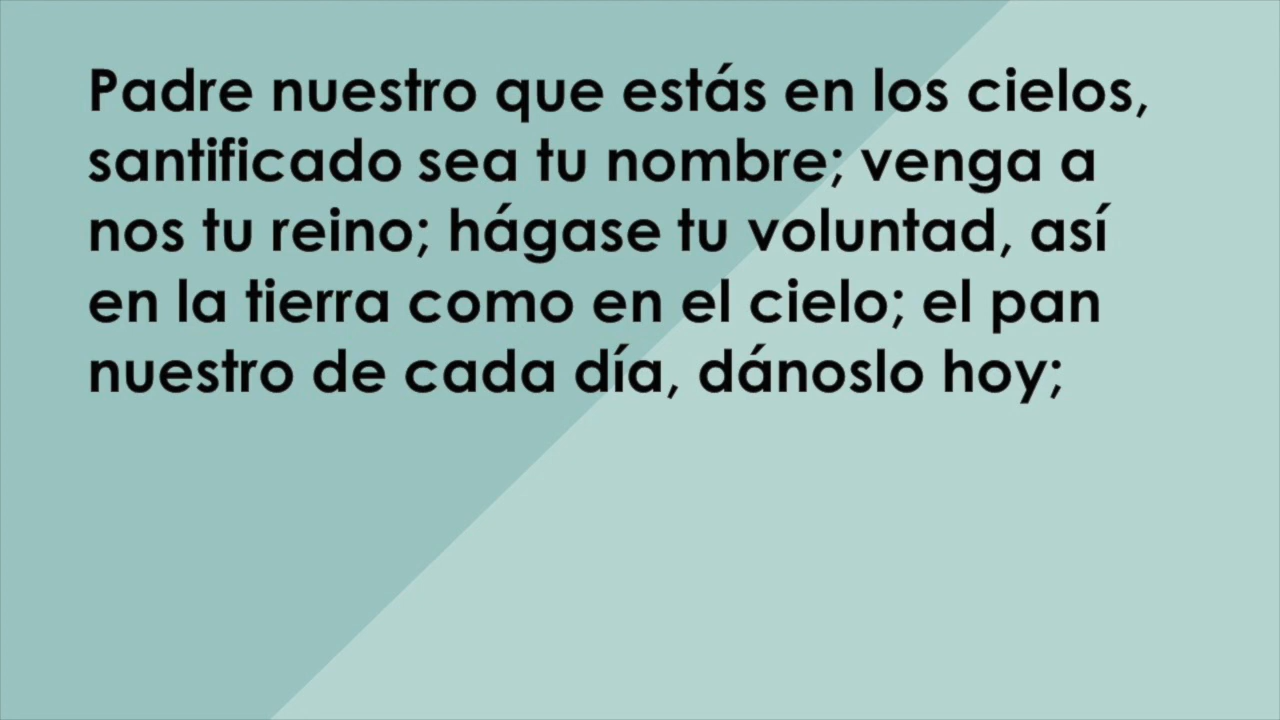 Padre nuestro que estás en los cielos,
santificado sea tu nombre; venga a
nos tu reino; hágase tu voluntad, así
en la tierra como en el cielo; el pan
nuestro de cada día, dánoslo hoy;